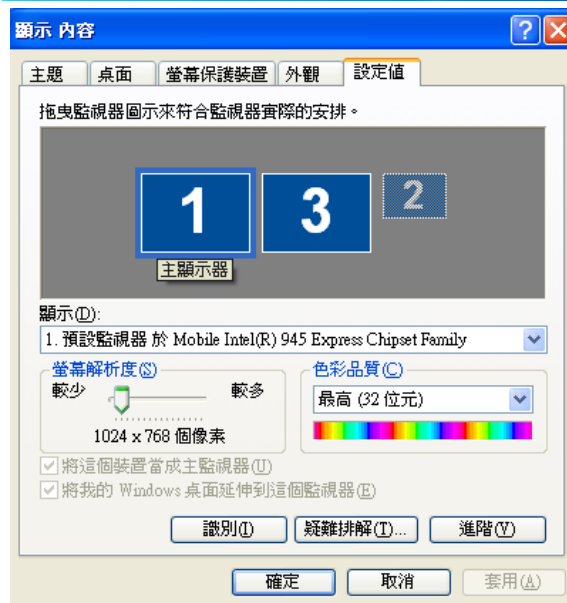 顯示 內容
主題 桌面 螢幕保護裝置 外觀 設定值
拖曳監視器圖示來符合監視器實際的安排。
1 3 2
主顯示器
顯示(D):
1. 預設監視器 於 Mobile Intel(R) 945 Express Chipset Family
螢幕解析度(S) 色彩品質(C)
較少 較多 最高 (32 位元)
1024 x 768 個像素
將這個裝置當成主監視器(U)
將我的 Windows 桌面延伸到這個監視器(E)
識別(I) 疑難排解(T)... 進階(V)
確定 取消 套用(A)